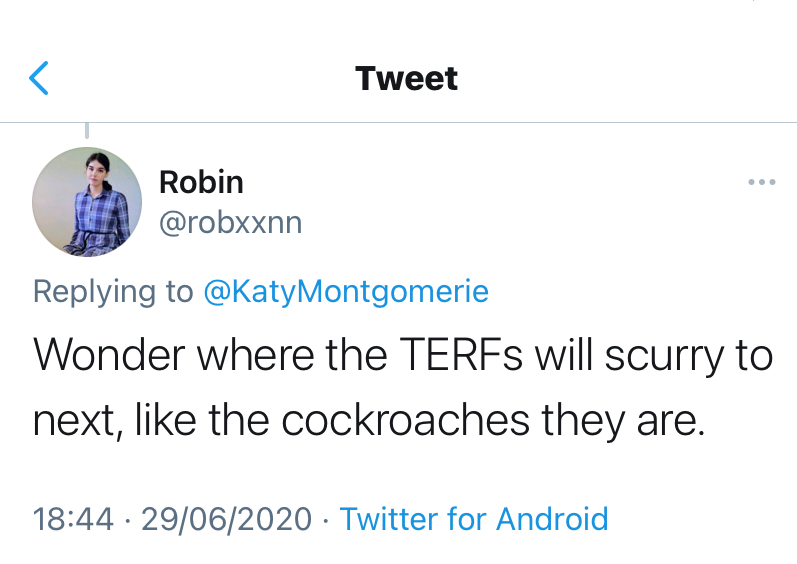 Tweet
Robin
@robxxnn
Replying to @KatyMontgomerie
Wonder where the TERFs will scurry to
next, like the cockroaches they are.
18:44 · 29/06/2020 · Twitter for Android